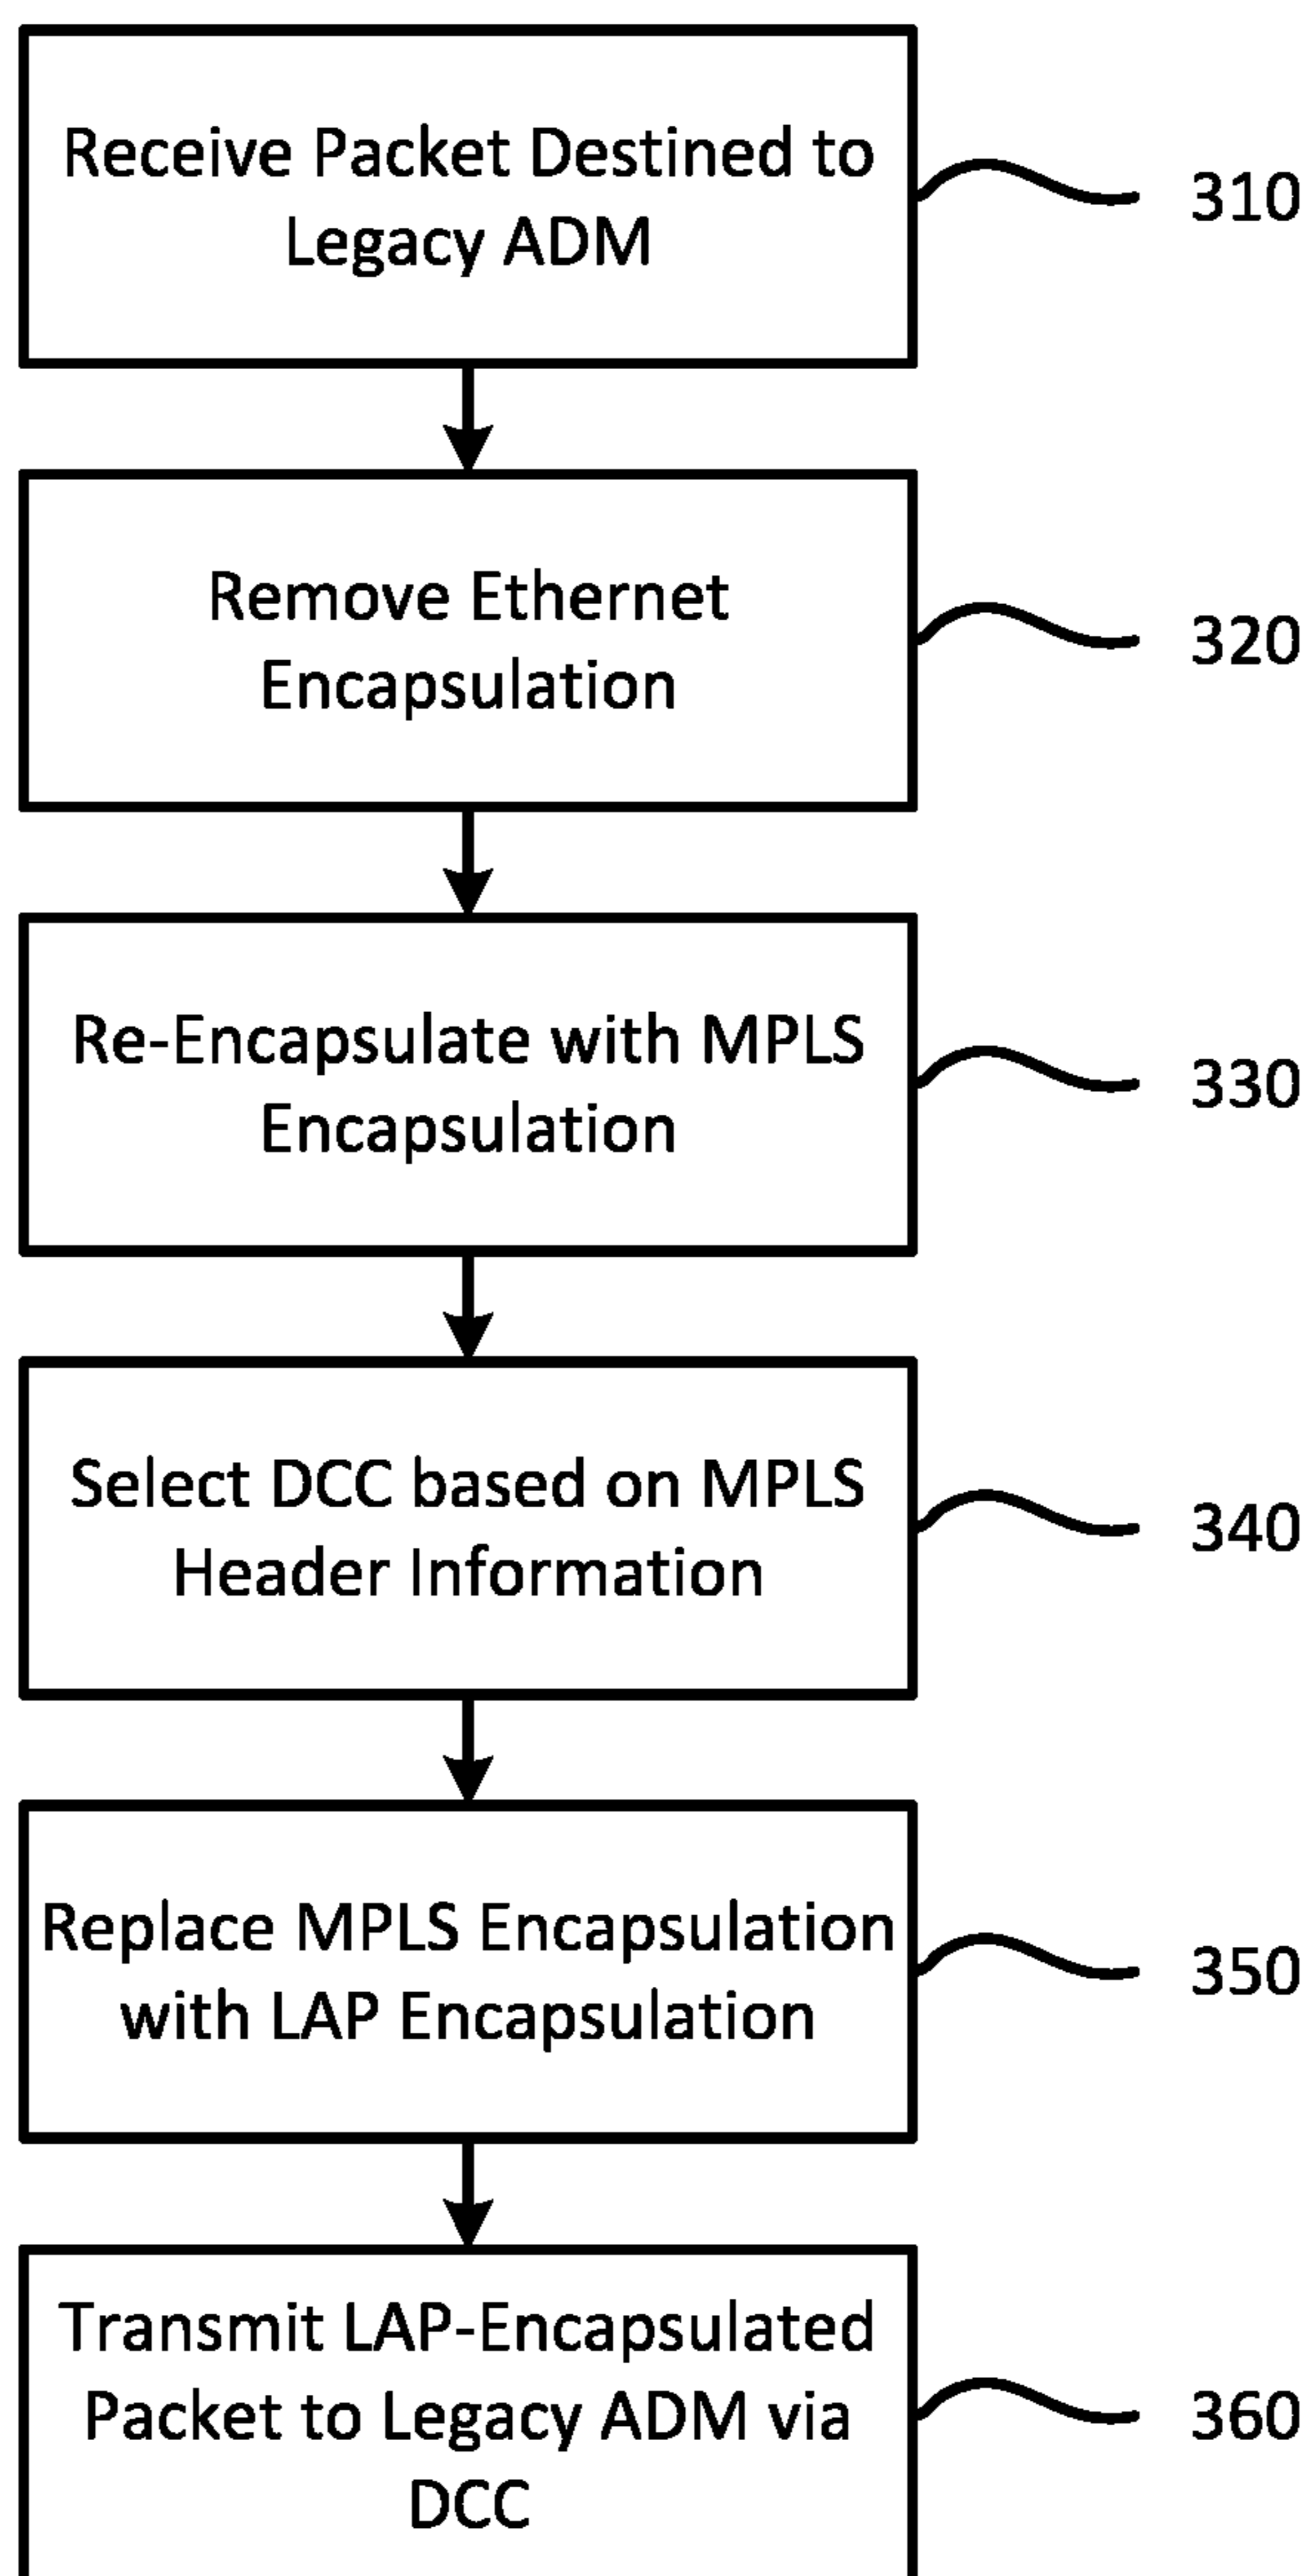 Receive Packet Destined to
Legacy ADM
310
Remove Ethernet
Encapsulation
320
Re-Encapsulate with MPLS
Encapsulation
330
Select DCC based on MPLS
Header Information
340
Replace MPLS Encapsulation
with LAP Encapsulation
350
Transmit LAP-Encapsulated
Packet to Legacy ADM via
DCC
360